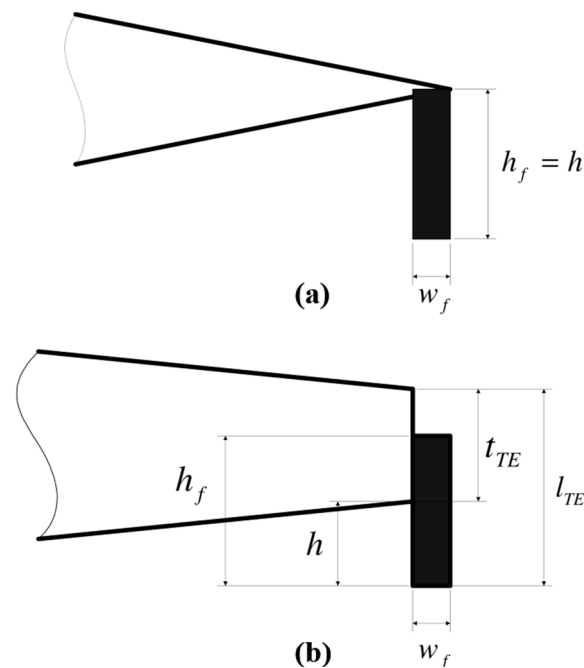 h_f = h
w_f
(a)
t_TE
h_f
l_TE
h
w_f
(b)